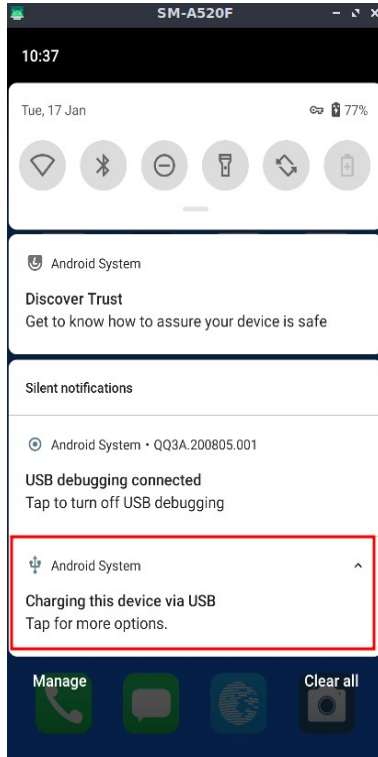 SM-A520F
10:37
Tue, 17 Jan 77%
Android System
Discover Trust
Get to know how to assure your device is safe
Silent notifications
Android System • QQ3A.200805.001
USB debugging connected
Tap to turn off USB debugging
Android System
Charging this device via USB
Tap for more options.
Manage Clear all